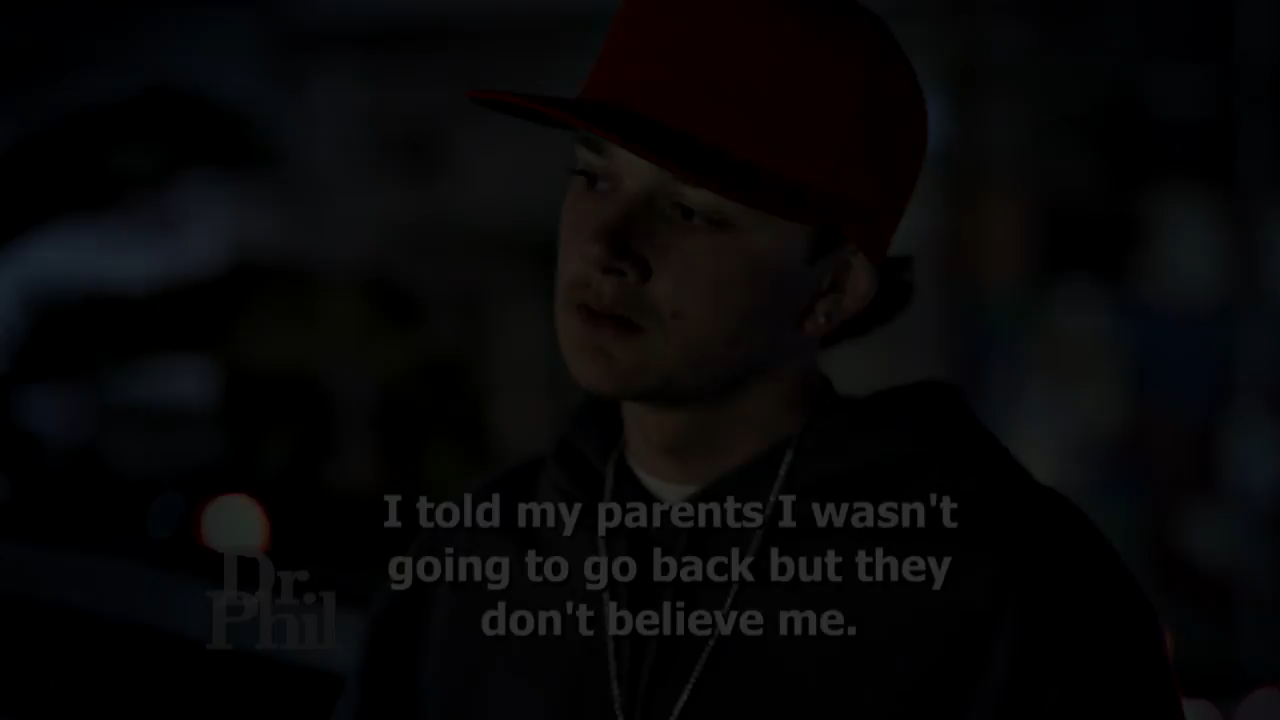 I told my parents I wasn't
going to go back but they
don't believe me.
Dr.
Phil